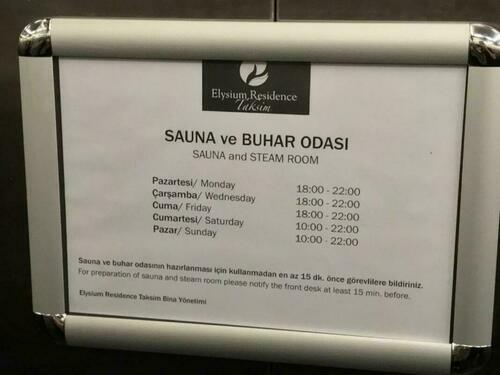 Elysium Residence
Taksim
SAUNA ve BUHAR ODASI
SAUNA and STEAM ROOM
Pazartesi/ Monday 18:00 - 22:00
Çarşamba/ Wednesday 18:00 - 22:00
Cuma/ Friday 18:00 - 22:00
Cumartesi/ Saturday 10:00 - 22:00
Pazar/ Sunday 10:00 - 22:00
Sauna ve buhar odasının hazırlanması için kullanmadan en az 15 dk. önce görevlilere bildiriniz.
For preparation of sauna and steam room please notify the front desk at least 15 min. before.
Elysium Residence Taksim Bina Yönetimi